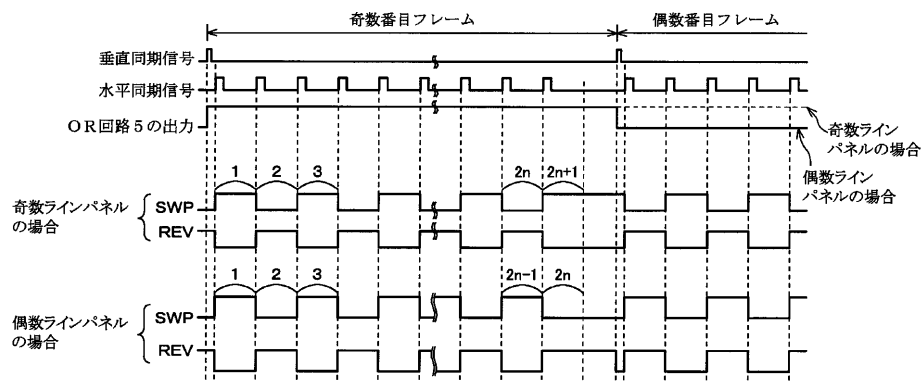 奇数番目フレーム
偶数番目フレーム
垂直同期信号
水平同期信号
OR回路5の出力
奇数ライン
パネルの場合
偶数ライン
パネルの場合
1 2 3 2n 2n+1
奇数ラインパネル
の場合
SWP
REV
1 2 3 2n-1 2n
偶数ラインパネル
の場合
SWP
REV